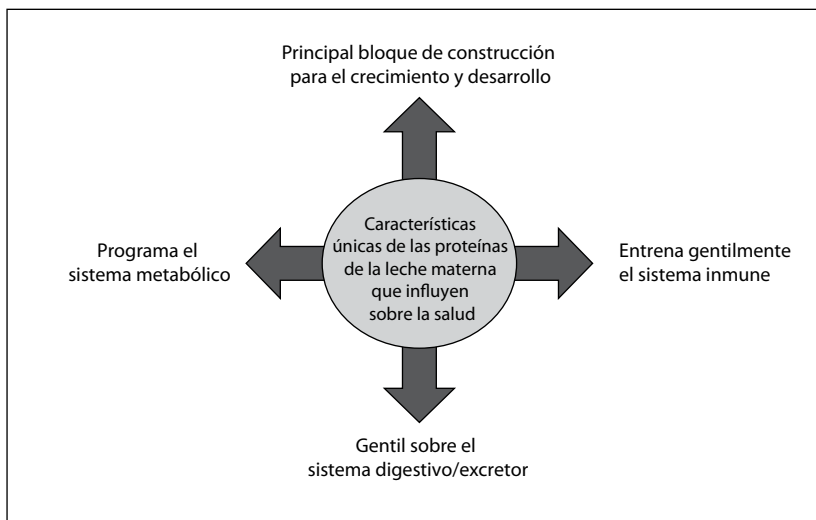 Principal bloque de construcción
para el crecimiento y desarrollo
Programa el
sistema metabólico
Características
únicas de las proteínas
de la leche materna
que influyen
sobre la salud
Entrena gentilmente
el sistema inmune
Gentil sobre el
sistema digestivo/excretor